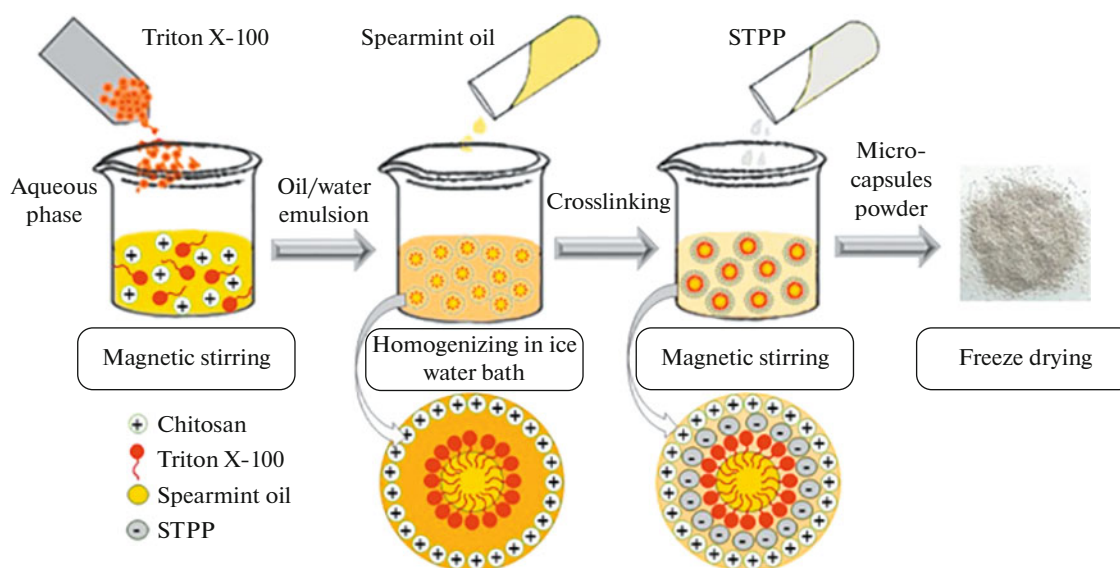 Triton X-100
Spearmint oil
STPP
Aqueous
phase
Oil/water
emulsion
Crosslinking
Micro-
capsules
powder
Magnetic stirring
Homogenizing in ice
water bath
Magnetic stirring
Freeze drying
Chitosan
Triton X-100
Spearmint oil
STPP